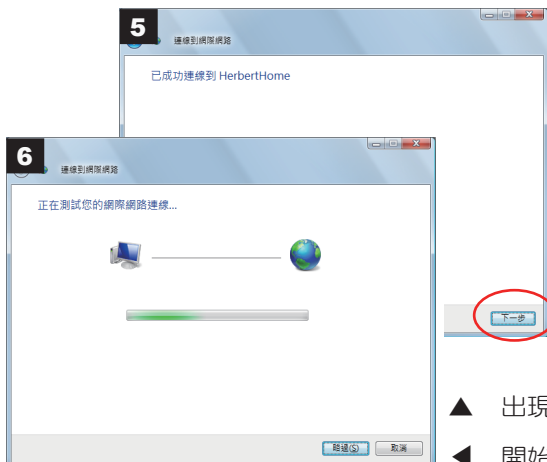 5
連線到網際網路
已成功連線到 HerbertHome
下一步
6
連線到網際網路
正在測試您的網際網路連線...
略過(S)
取消
▲ 出現
◀ 開始